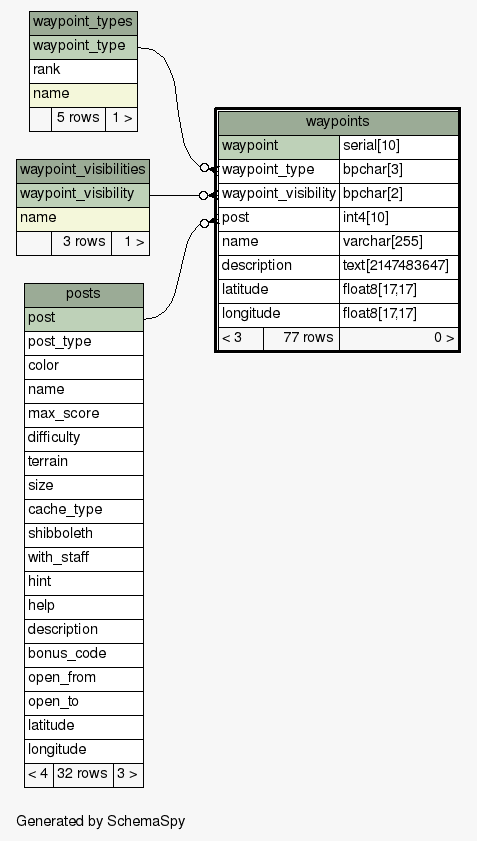 waypoint_types
waypoint_type
rank
name
5 rows 1 >
waypoint_visibilities
waypoint_visibility
name
3 rows 1 >
posts
post
post_type
color
name
max_score
difficulty
terrain
size
cache_type
shibboleth
with_staff
hint
help
description
bonus_code
open_from
open_to
latitude
longitude
< 4 32 rows 3 >
waypoints
waypoint serial[10]
waypoint_type bpchar[3]
waypoint_visibility bpchar[2]
post int4[10]
name varchar[255]
description text[2147483647]
latitude float8[17,17]
longitude float8[17,17]
< 3 77 rows 0 >
Generated by SchemaSpy